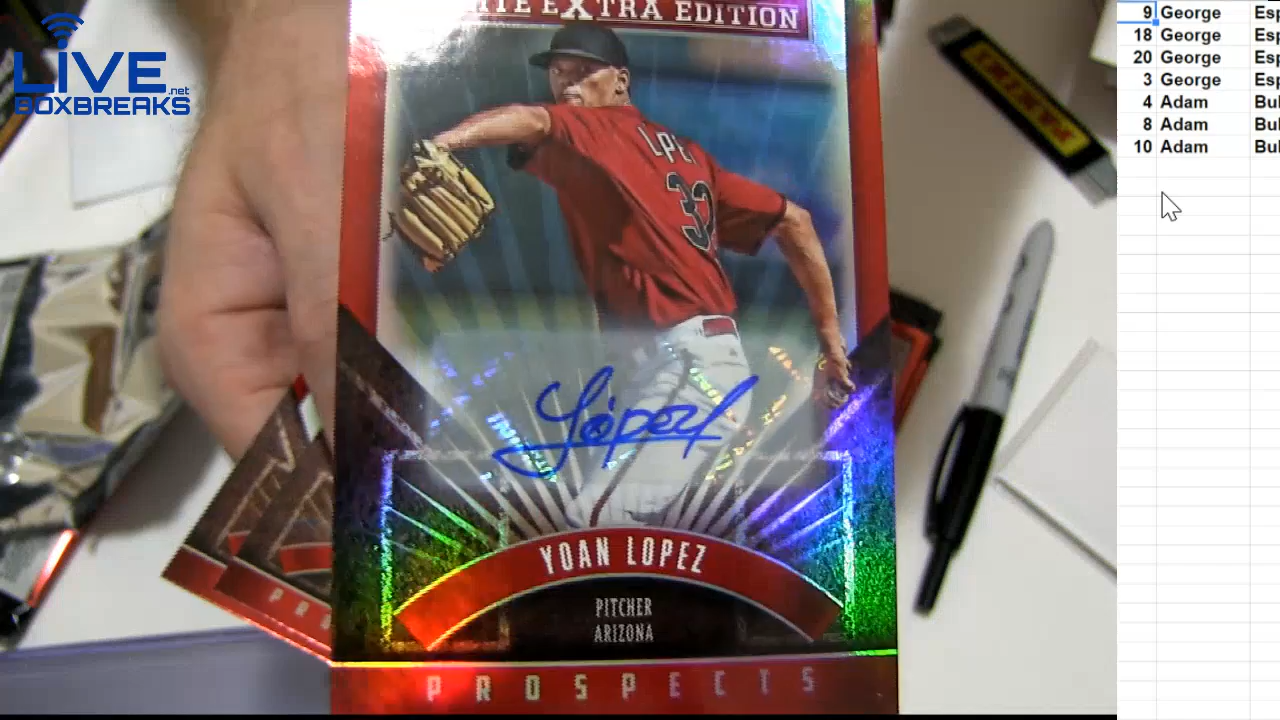 LIVE
.net
BOXBREAKS
EXTRA EDITION
32
López
YOAN LOPEZ
PITCHER
ARIZONA
PROSPECTS
9 George
18 George
20 George
3 George
4 Adam
8 Adam
10 Adam